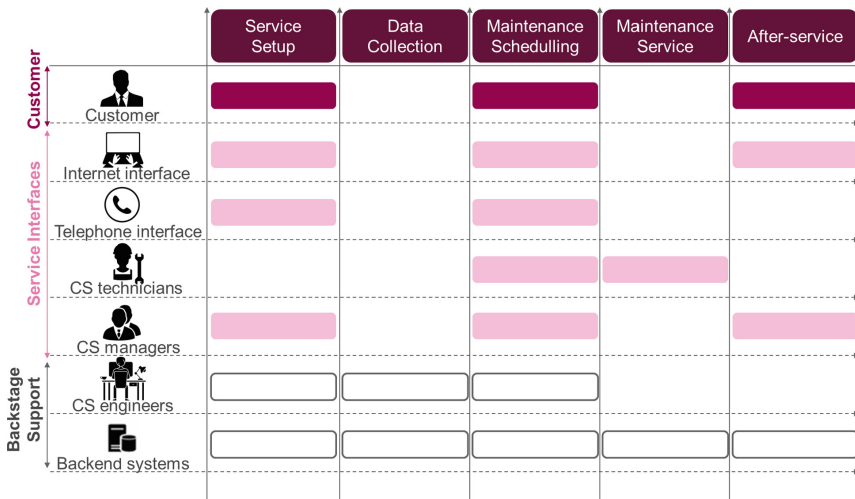 Service
Setup
Data
Collection
Maintenance
Schedulling
Maintenance
Service
After-service
Customer
Customer
Service Interfaces
Internet interface
Telephone interface
CS technicians
CS managers
Backstage
Support
CS engineers
Backend systems